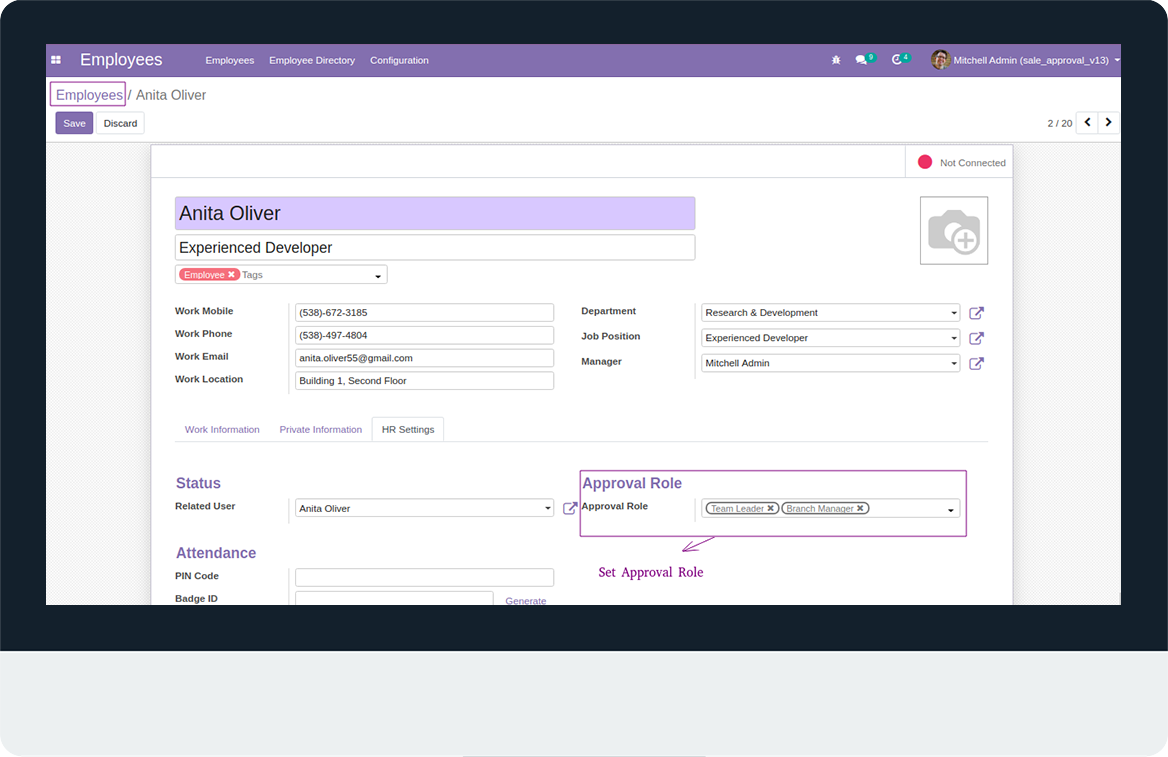 Employees Employees Employee Directory Configuration 9 4 Mitchell Admin (sale_approval_v13)
Employees / Anita Oliver
Save Discard 2 / 20
Not Connected
Anita Oliver
Experienced Developer
Employee ✖ Tags
Work Mobile (538)-672-3185 Department Research & Development
Work Phone (538)-497-4804 Job Position Experienced Developer
Work Email anita.oliver55@gmail.com Manager Mitchell Admin
Work Location Building 1, Second Floor
Work Information Private Information HR Settings
Status Approval Role
Related User Anita Oliver Approval Role Team Leader ✖ Branch Manager ✖
Attendance
Set Approval Role
PIN Code
Badge ID Generate